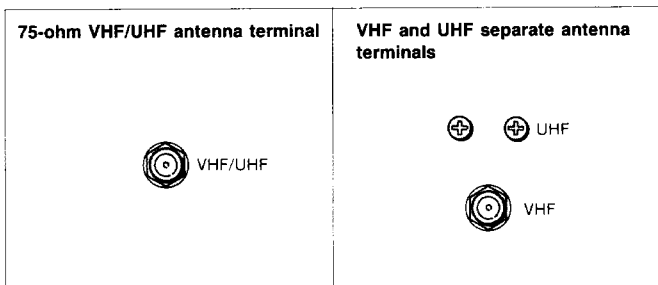 75-ohm VHF/UHF antenna terminal
VHF/UHF
VHF and UHF separate antenna
terminals
UHF
VHF